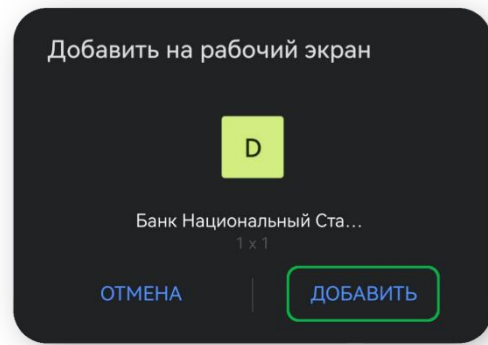 Добавить на рабочий экран
D
Банк Национальный Ста...
1 x 1
ОТМЕНА
ДОБАВИТЬ